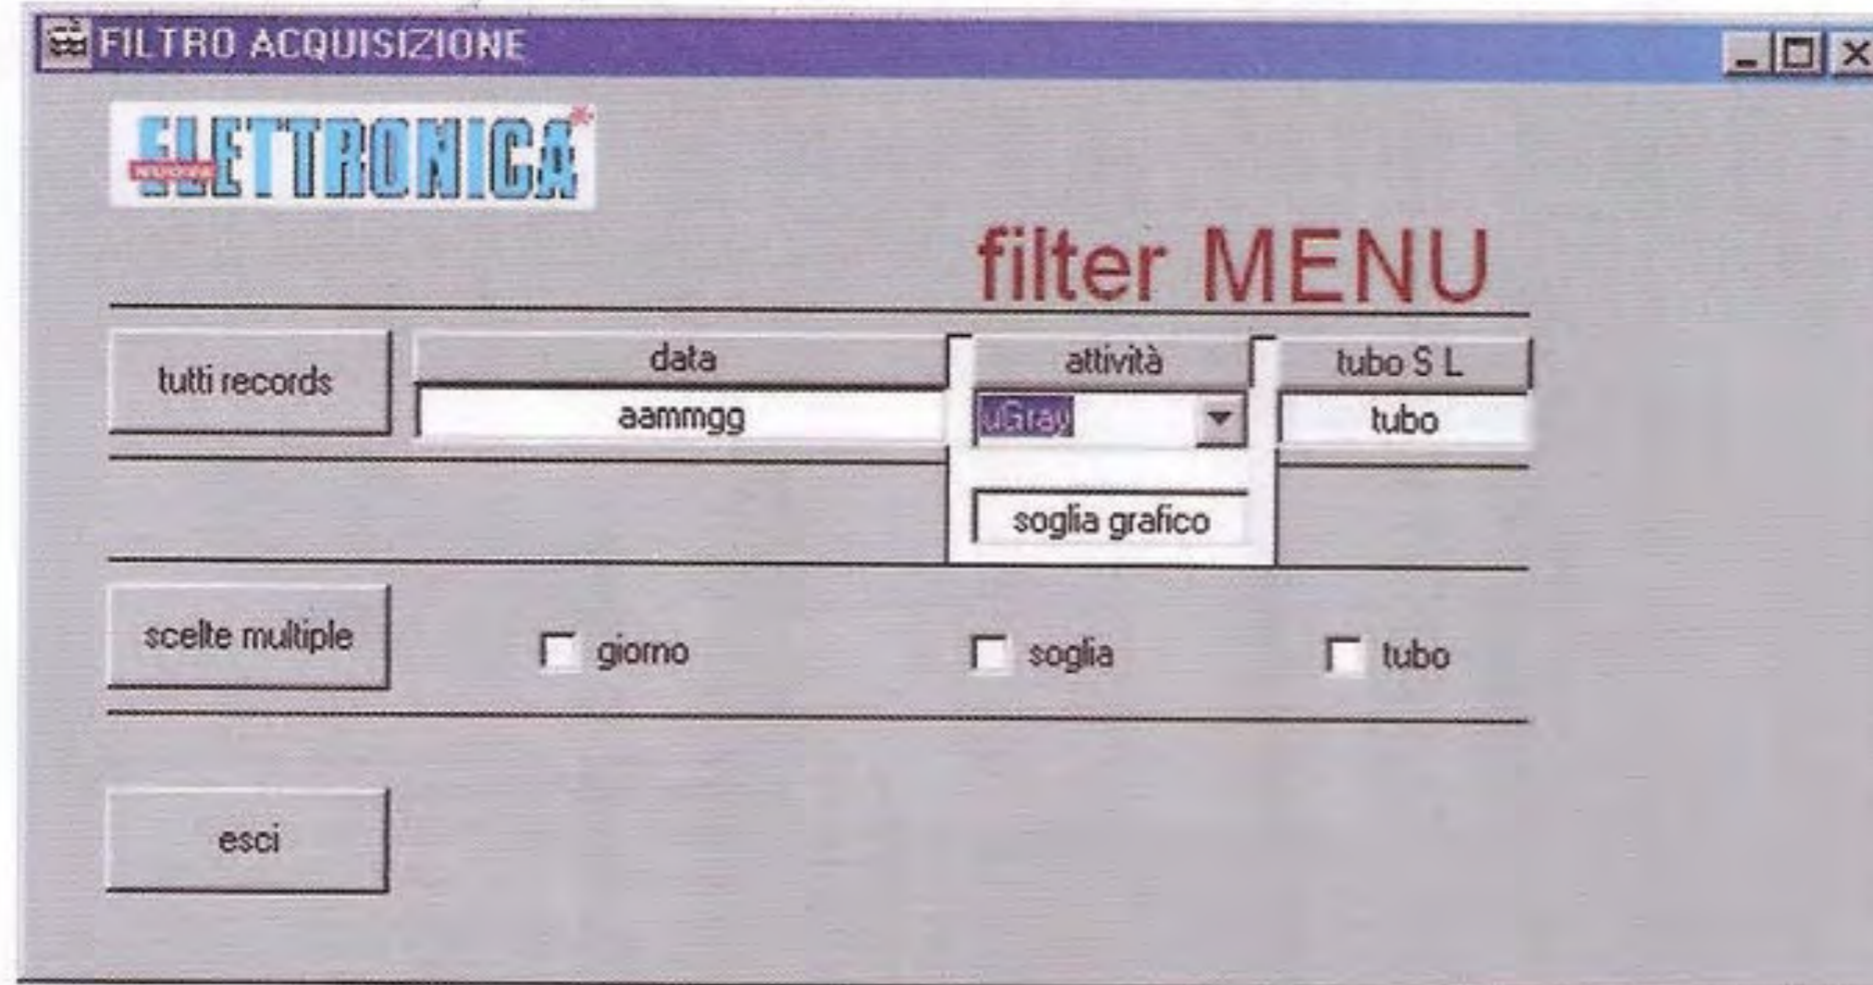 FILTRO ACQUISIZIONE
NUOVA ELETTRONICA
filter MENU
tutti records
data
attività
tubo S L
aammgg
uGray
tubo
soglia grafico
scelte multiple
giorno
soglia
tubo
esci